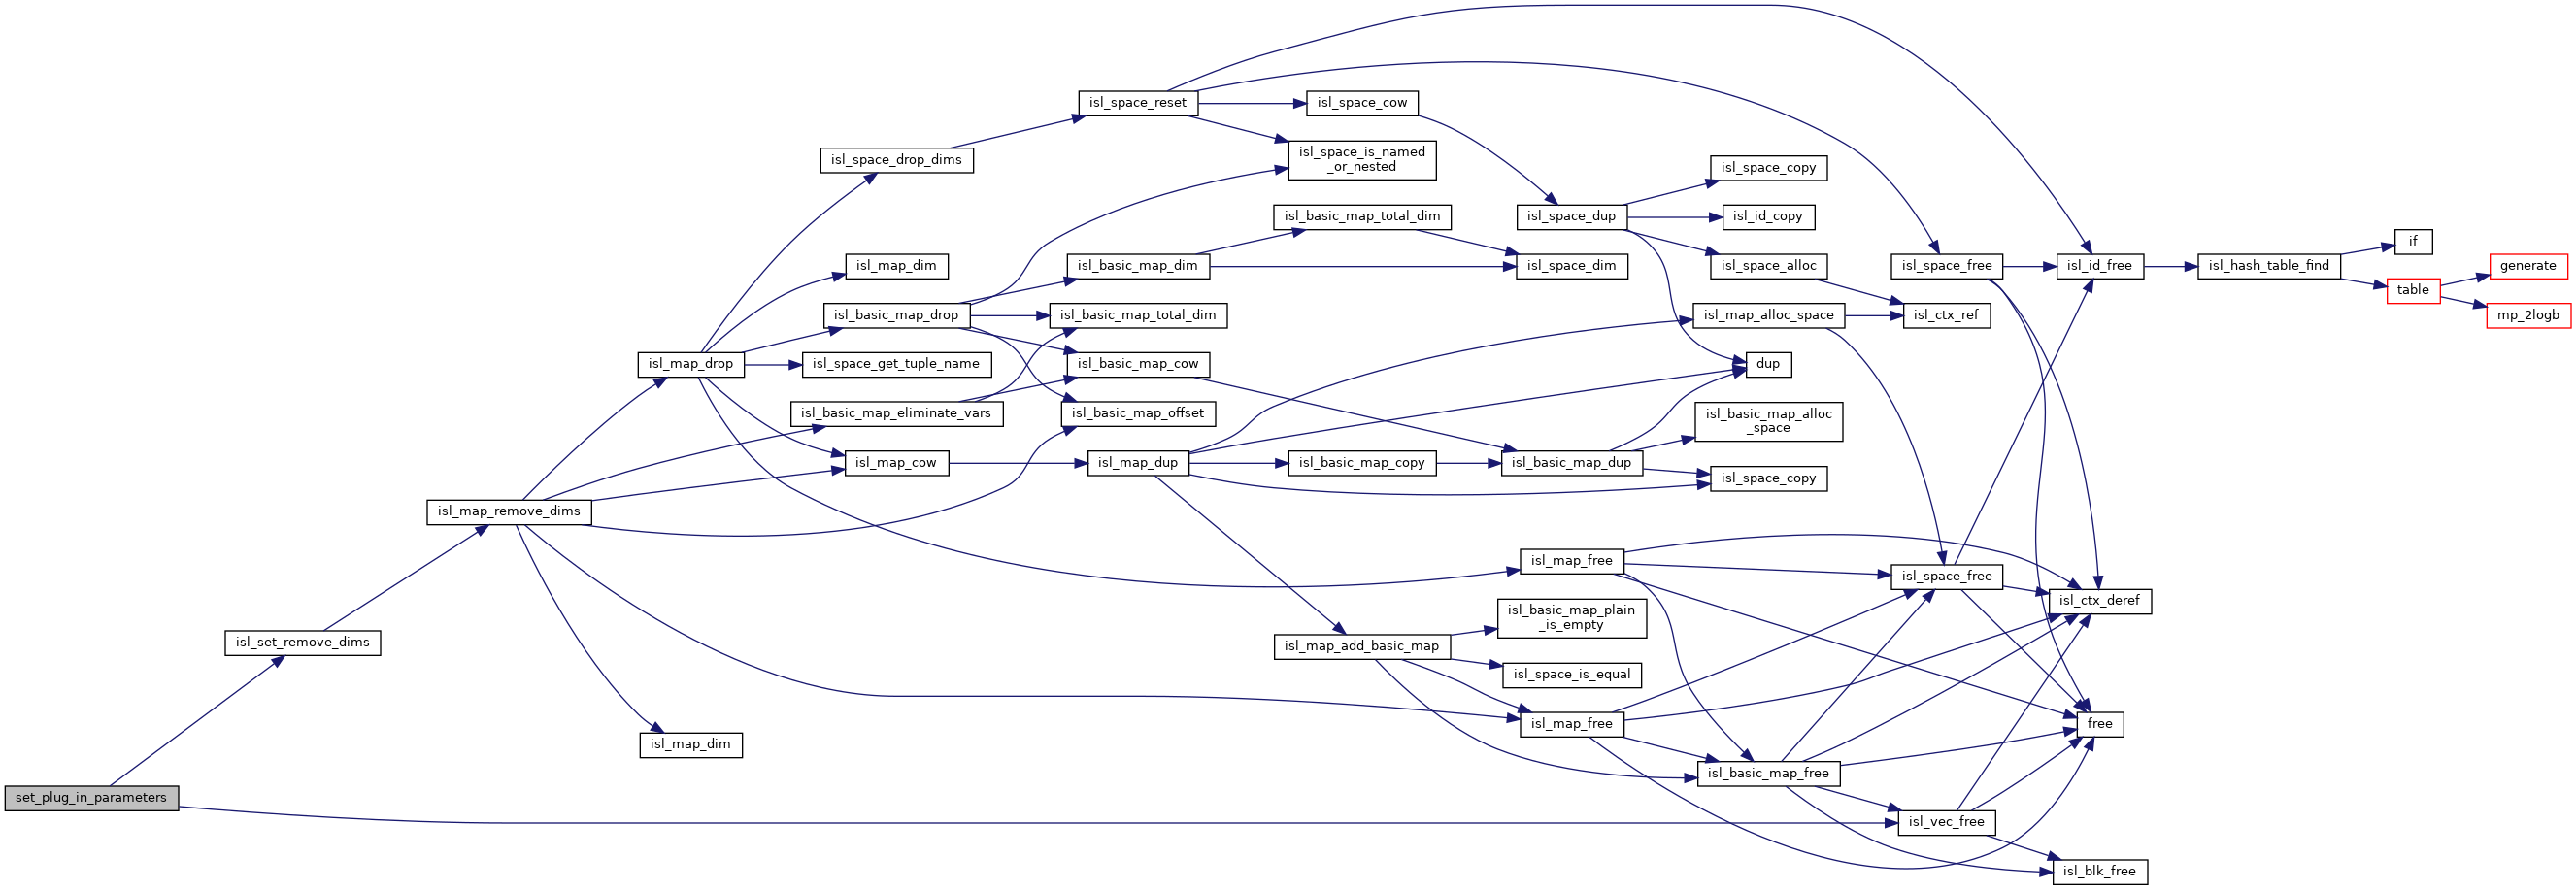 isl_space_reset
isl_space_cow
isl_space_is_named
_or_nested
isl_space_drop_dims
isl_space_copy
isl_basic_map_total_dim
isl_space_dup
isl_id_copy
if
isl_map_dim
isl_basic_map_dim
isl_space_dim
isl_space_alloc
isl_space_free
isl_id_free
isl_hash_table_find
generate
table
isl_basic_map_drop
isl_basic_map_total_dim
isl_map_alloc_space
isl_ctx_ref
mp_2logb
isl_map_drop
isl_space_get_tuple_name
isl_basic_map_cow
dup
isl_basic_map_eliminate_vars
isl_basic_map_offset
isl_basic_map_alloc
_space
isl_map_cow
isl_map_dup
isl_basic_map_copy
isl_basic_map_dup
isl_space_copy
isl_map_remove_dims
isl_map_free
isl_space_free
isl_ctx_deref
isl_basic_map_plain
_is_empty
isl_set_remove_dims
isl_map_add_basic_map
isl_space_is_equal
isl_map_free
free
isl_map_dim
isl_basic_map_free
set_plug_in_parameters
isl_vec_free
isl_blk_free